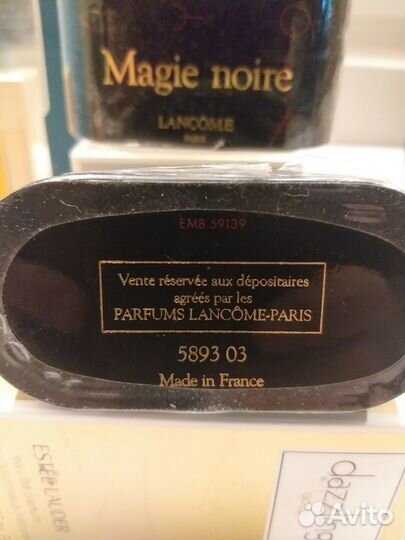 Magie noire
LANCÔME
PARIS
EMB 59139
Vente réservée aux dépositaires
agréés par les
PARFUMS LANCÔME-PARIS
5893 03
Made in France
ESTĒE LAUDER
Avito